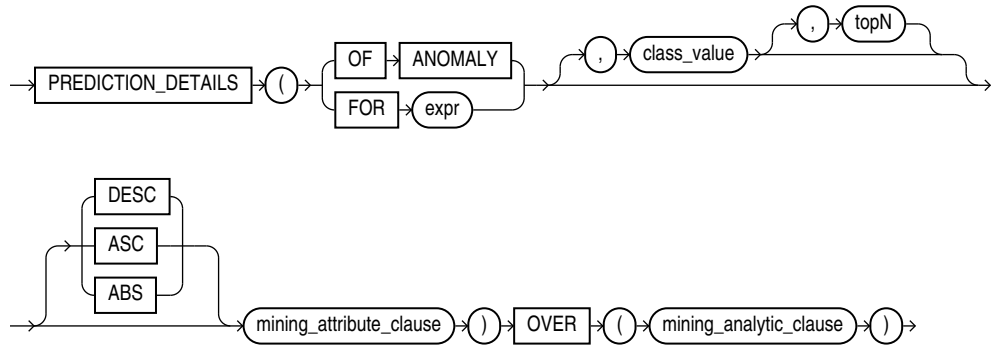 , topN
OF ANOMALY , class_value
PREDICTION_DETAILS (
FOR expr
DESC
ASC
ABS
mining_attribute_clause ) OVER ( mining_analytic_clause )